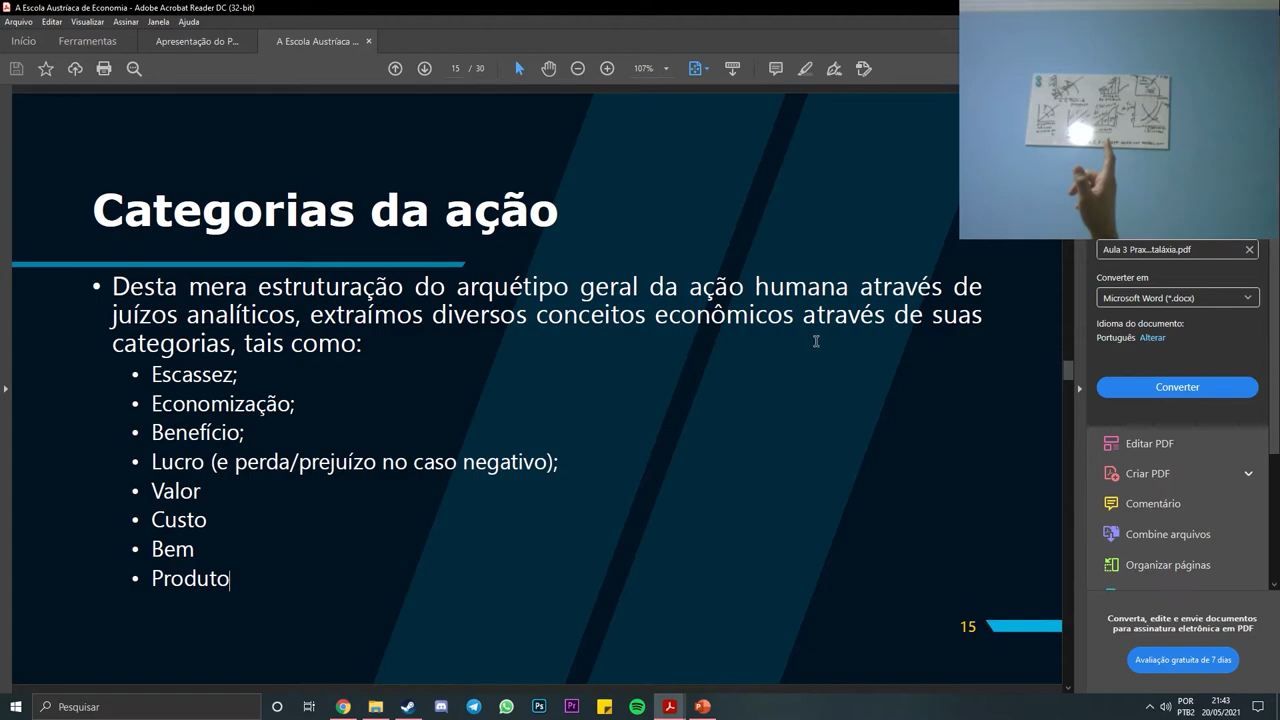 A Escola Austríaca de Economia - Adobe Acrobat Reader DC (32-bit)
Arquivo Editar Visualizar Assinar Janela Ajuda
Início Ferramentas Apresentação do P... A Escola Austríaca ...
15 / 30 107%
Categorias da ação
• Desta mera estruturação do arquétipo geral da ação humana através de
juízos analíticos, extraímos diversos conceitos econômicos através de suas
categorias, tais como:
• Escassez;
• Economização;
• Benefício;
• Lucro (e perda/prejuízo no caso negativo);
• Valor
• Custo
• Bem
• Produto
15
Aula 3 Prax...taláxia.pdf
Converter em
Microsoft Word (*.docx)
Idioma do documento:
Português Alterar
Converter
Editar PDF
Criar PDF
Comentário
Combine arquivos
Organizar páginas
Converta, edite e envie documentos
para assinatura eletrônica em PDF
Avaliação gratuita de 7 dias
Pesquisar
POR
PTB2
21:43
20/05/2021